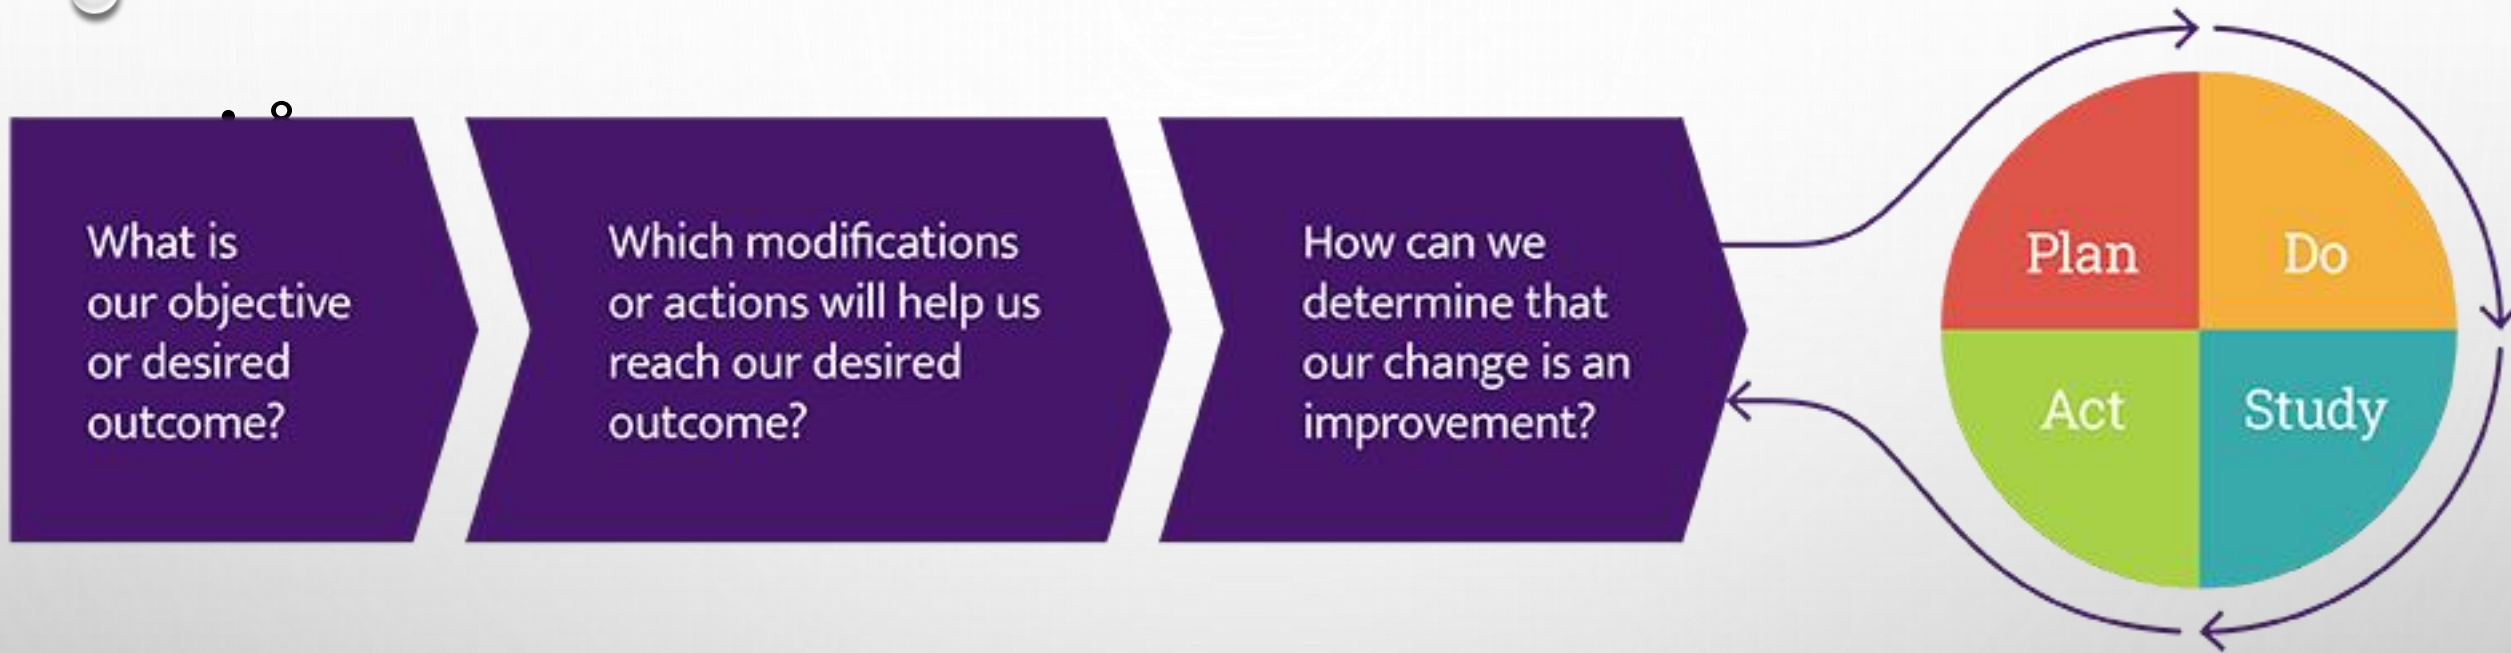 What is
our objective
or desired
outcome?
Which modifications
or actions will help us
reach our desired
outcome?
How can we
determine that
our change is an
improvement?
Plan
Do
Act
Study